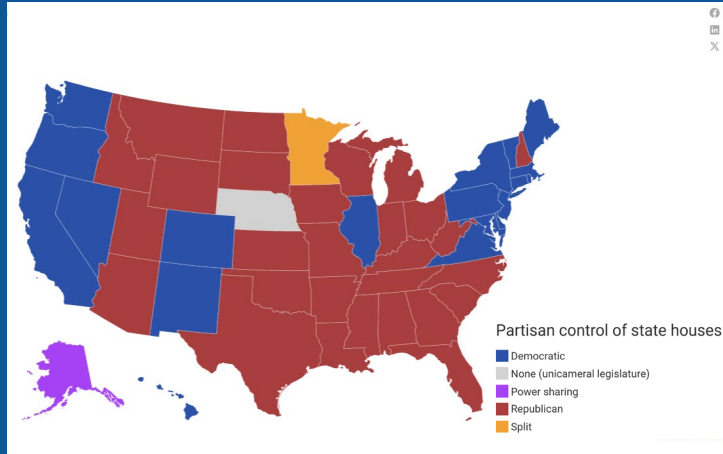 Partisan control of state houses
Democratic
None (unicameral legislature)
Power sharing
Republican
Split